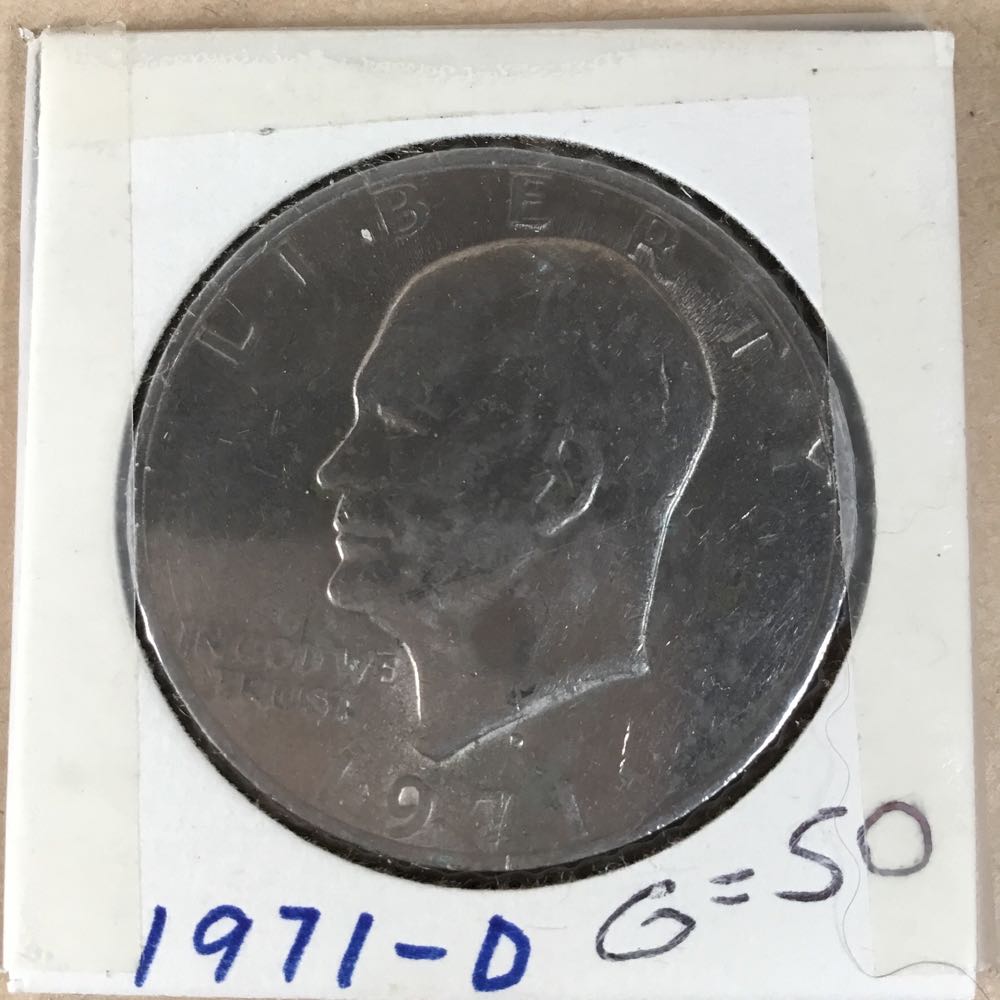 LIBERTY
IN GOD WE
TRUST
1971
G=50
1971-D